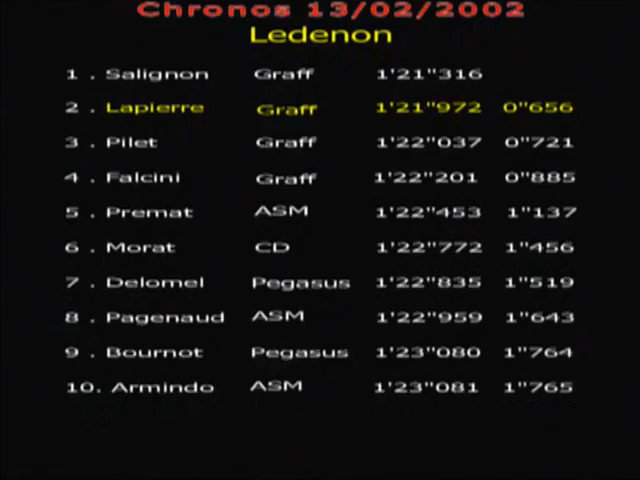 Chronos 13/02/2002
Ledenon
1 . Salignon Graff 1'21"316
2 . Lapierre Graff 1'21"972 0"656
3 . Pilet Graff 1'22"037 0"721
4 . Falcini Graff 1'22"201 0"885
5 . Premat ASM 1'22"453 1"137
6 . Morat CD 1'22"772 1"456
7 . Delomel Pegasus 1'22"835 1"519
8 . Pagenaud ASM 1'22"959 1"643
9 . Bournot Pegasus 1'23"080 1"764
10. Armindo ASM 1'23"081 1"765